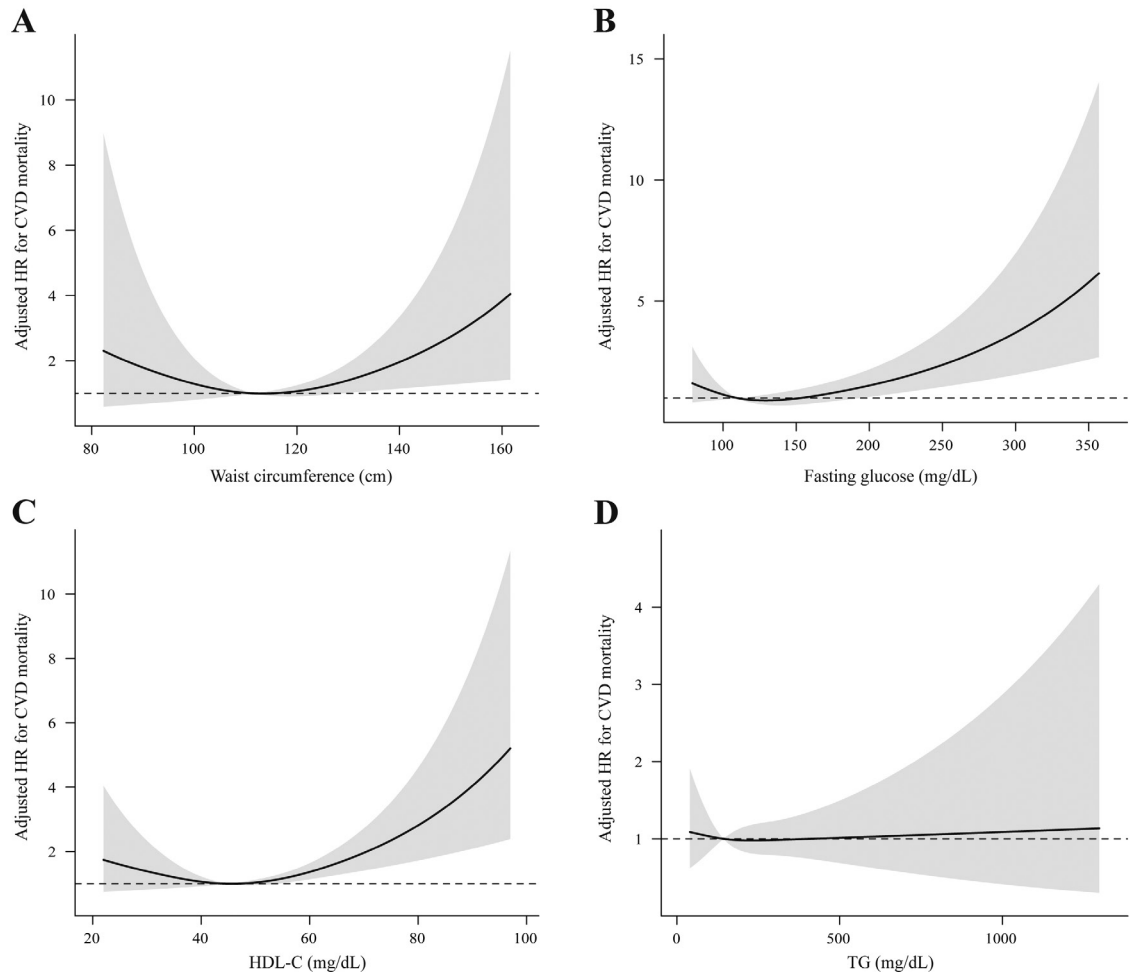 A
Adjusted HR for CVD mortality
10
8
6
4
2
80 100 120 140 160
Waist circumference (cm)
B
Adjusted HR for CVD mortality
15
10
5
100 150 200 250 300 350
Fasting glucose (mg/dL)
C
Adjusted HR for CVD mortality
10
8
6
4
2
20 40 60 80 100
HDL-C (mg/dL)
D
Adjusted HR for CVD mortality
4
3
2
1
0 500 1000
TG (mg/dL)